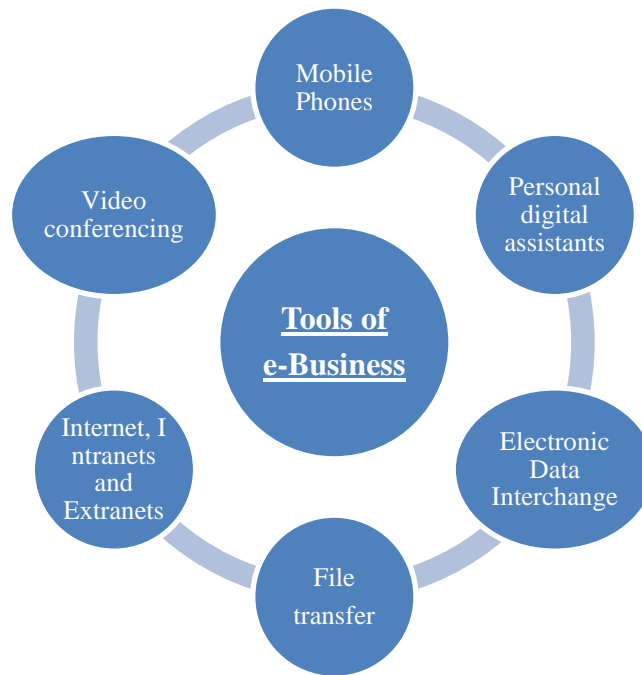 Mobile
Phones
Personal
digital
assistants
Electronic
Data
Interchange
File
transfer
Internet, I
ntranets
and
Extranets
Video
conferencing
Tools of
e-Business